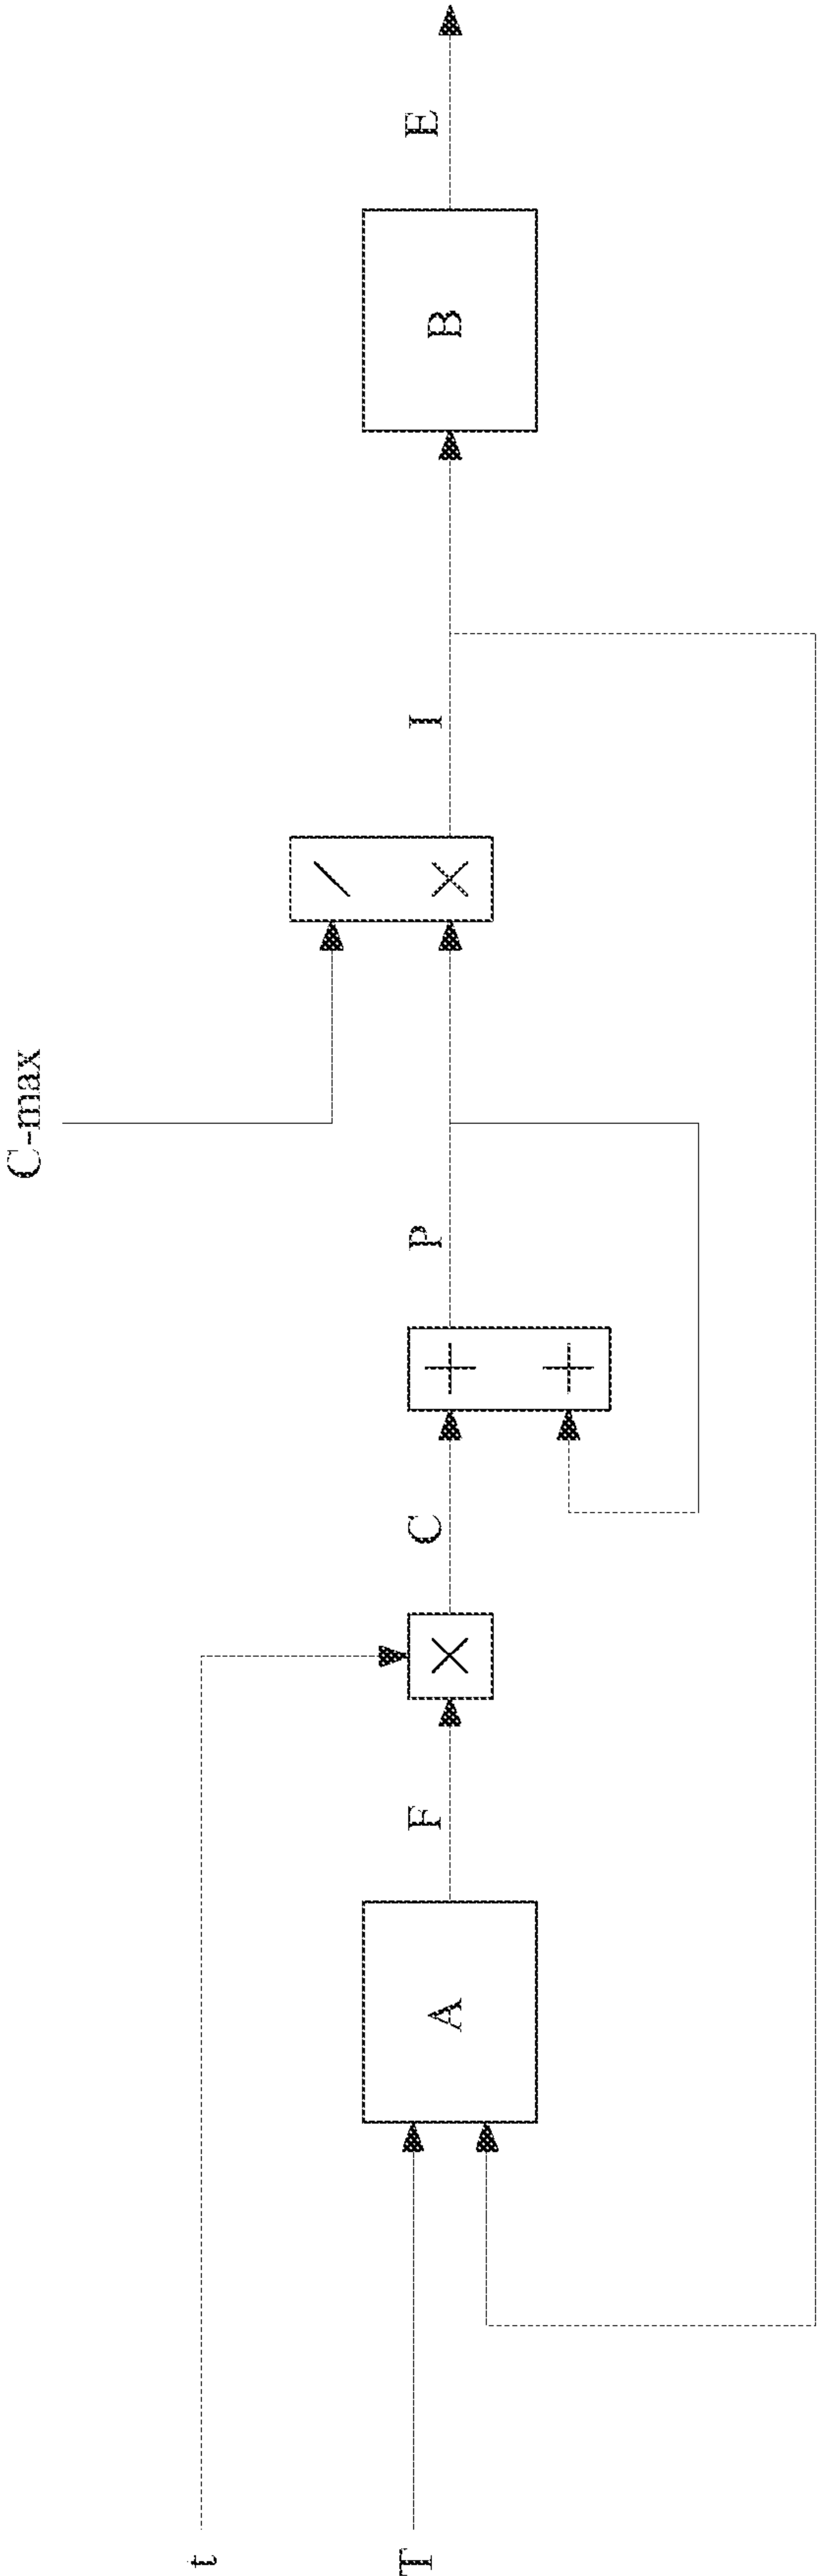 C-max
t
T
A
F
×
C
+
+
P
/
×
I
B
E